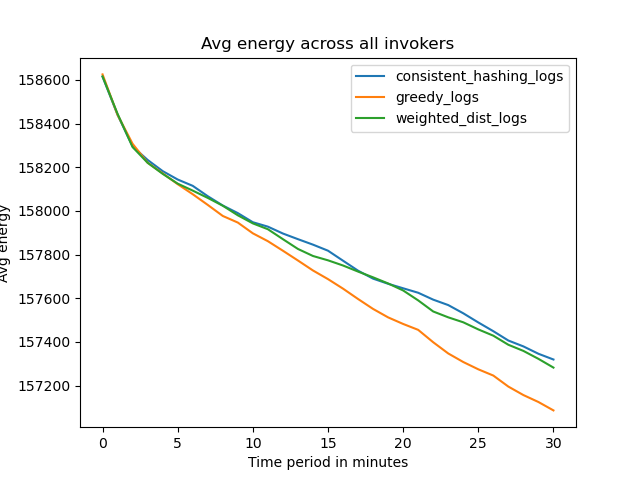 Avg energy across all invokers
consistent_hashing_logs
greedy_logs
weighted_dist_logs
158600
158400
158200
158000
157800
157600
157400
157200
Avg energy
0 5 10 15 20 25 30
Time period in minutes